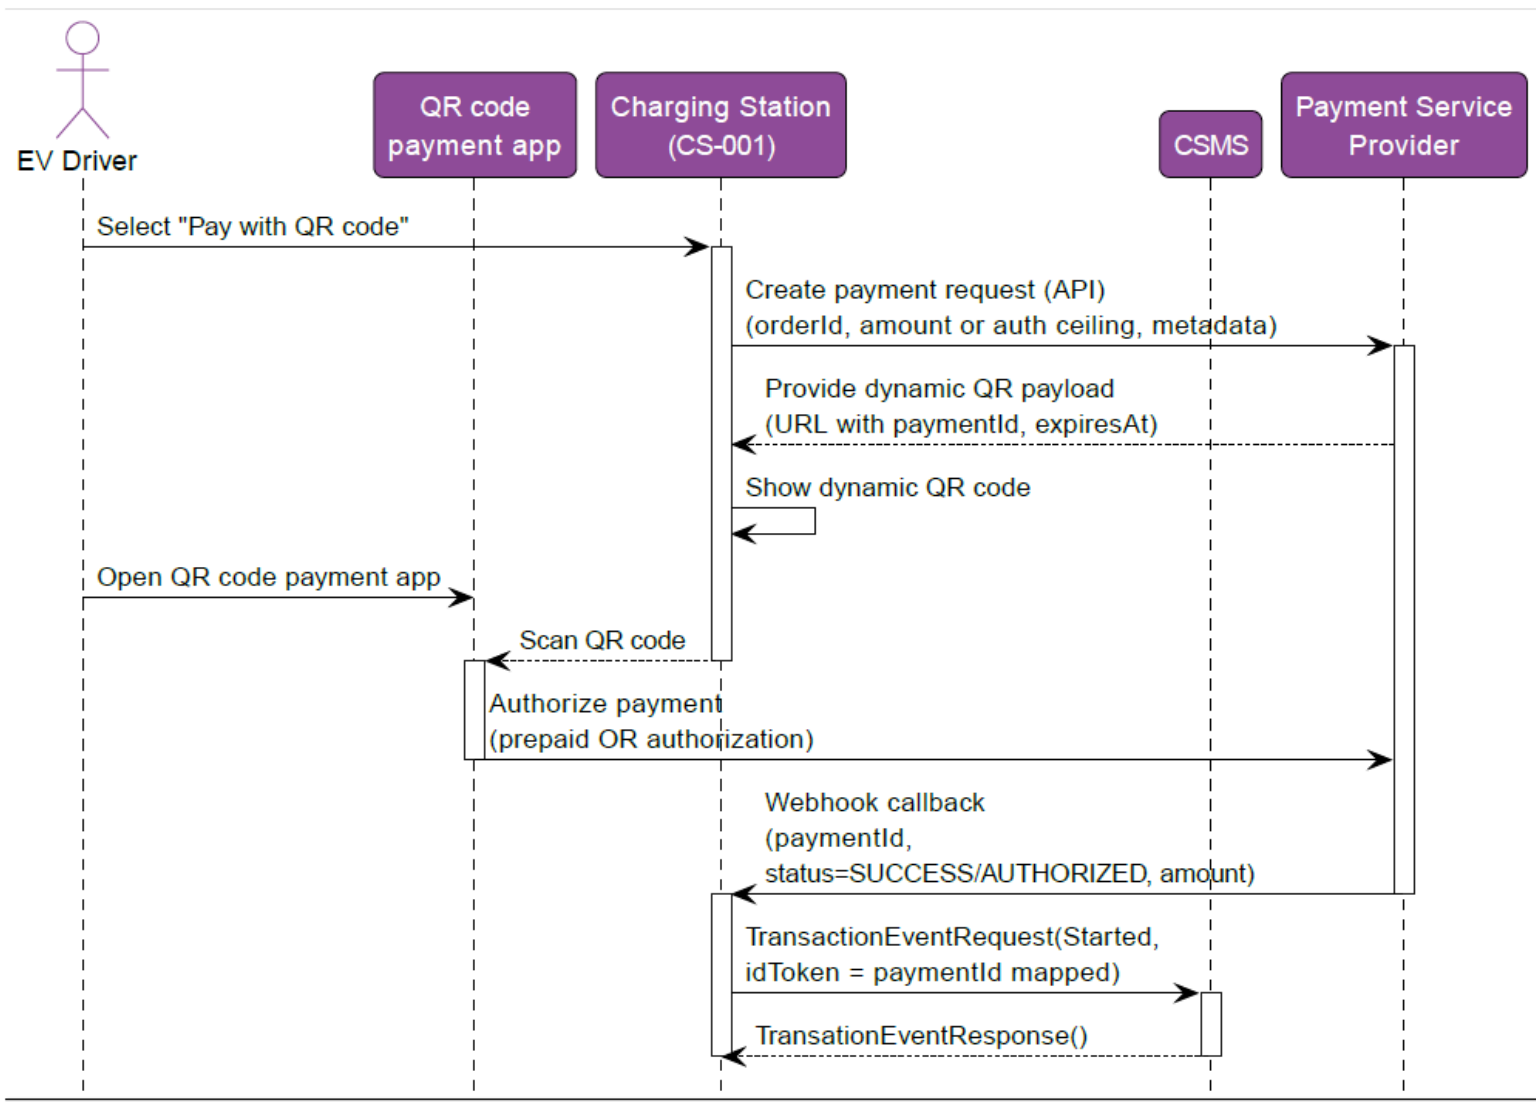 EV Driver
QR code
payment app
Charging Station
(CS-001)
CSMS
Payment Service
Provider
Select "Pay with QR code"
Create payment request (API)
(orderId, amount or auth ceiling, metadata)
Provide dynamic QR payload
(URL with paymentId, expiresAt)
Show dynamic QR code
Open QR code payment app
Scan QR code
Authorize payment
(prepaid OR authorization)
Webhook callback
(paymentId,
status=SUCCESS/AUTHORIZED, amount)
TransactionEventRequest(Started,
idToken = paymentId mapped)
TransationEventResponse()